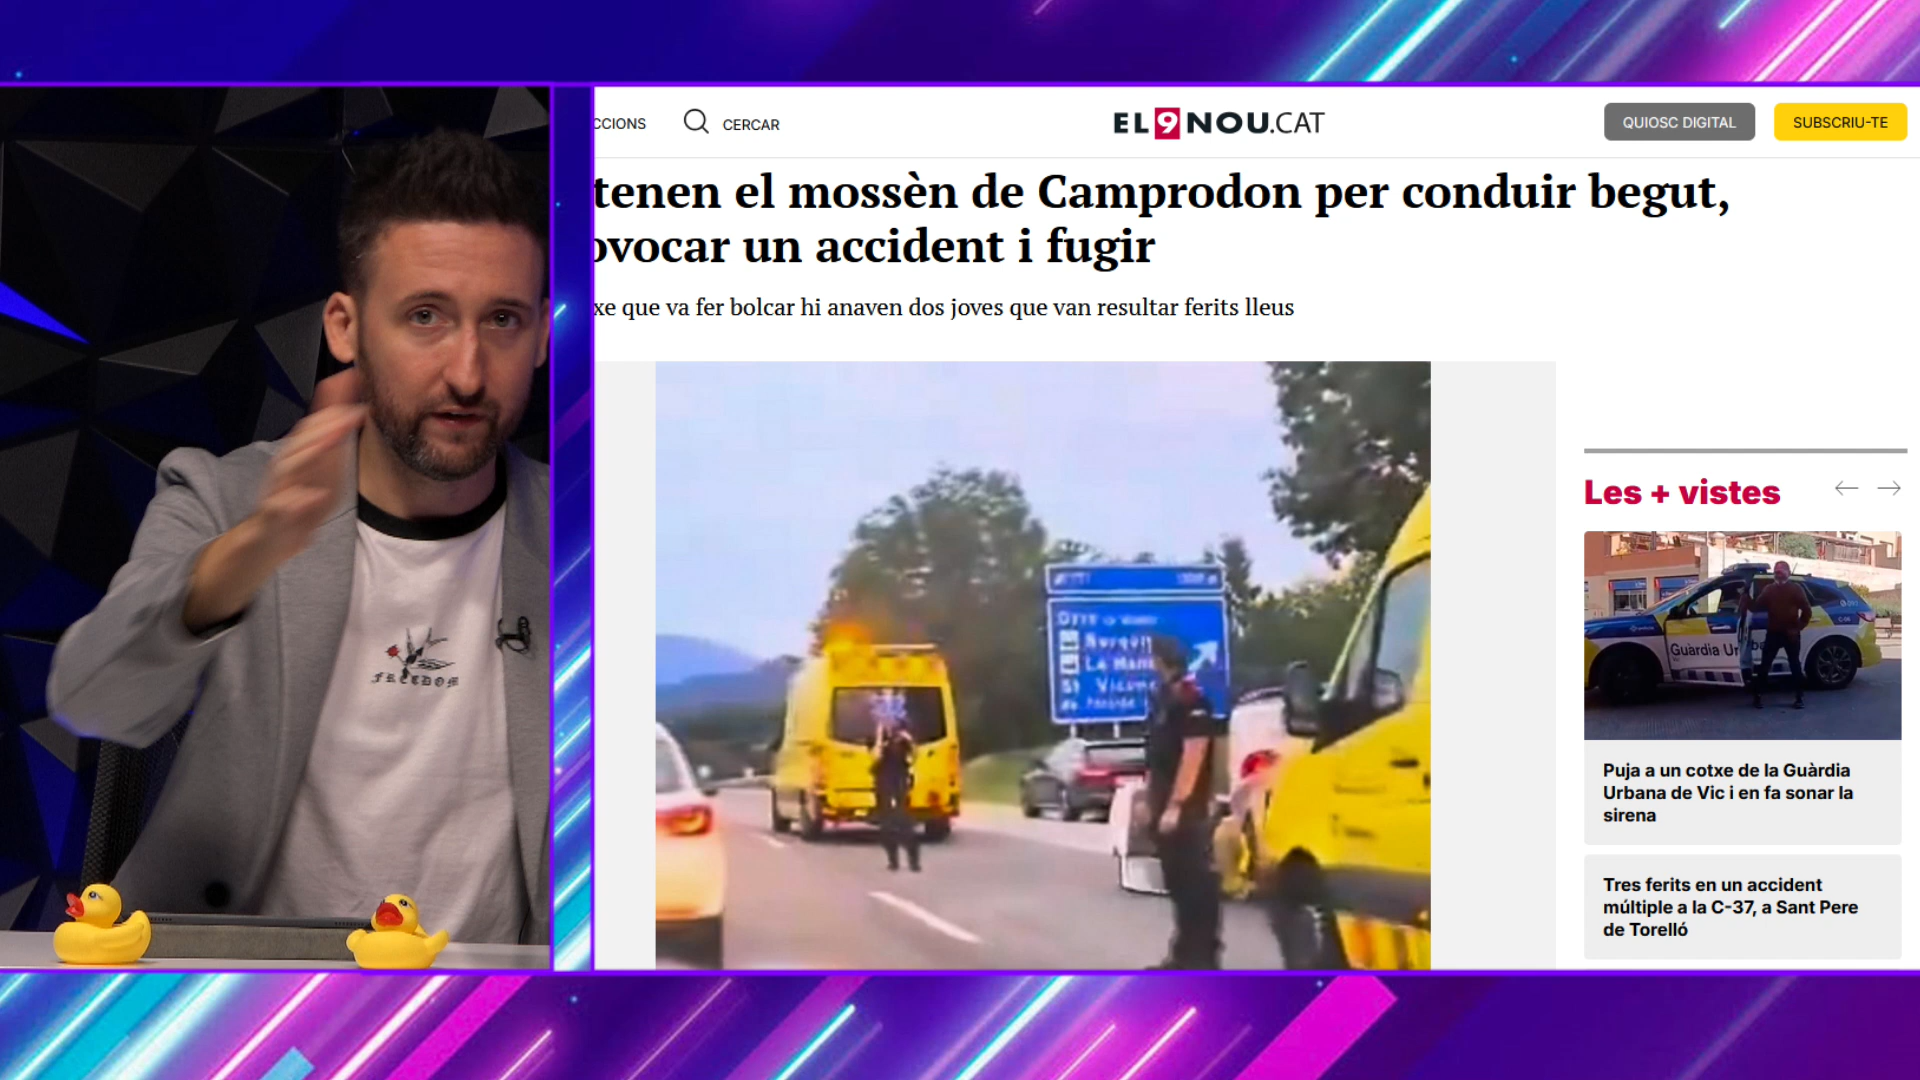 CCIONS
CERCAR
EL9NOU.CAT
QUIOSC DIGITAL
SUBSCRIU-TE
tenen el mossèn de Camprodon per conduir begut,
ovocar un accident i fugir
xe que va fer bolcar hi anaven dos joves que van resultar ferits lleus
FREEDOM
Les + vistes
Guàrdia Ur
Puja a un cotxe de la Guàrdia
Urbana de Vic i en fa sonar la
sirena
Tres ferits en un accident
múltiple a la C-37, a Sant Pere
de Torelló